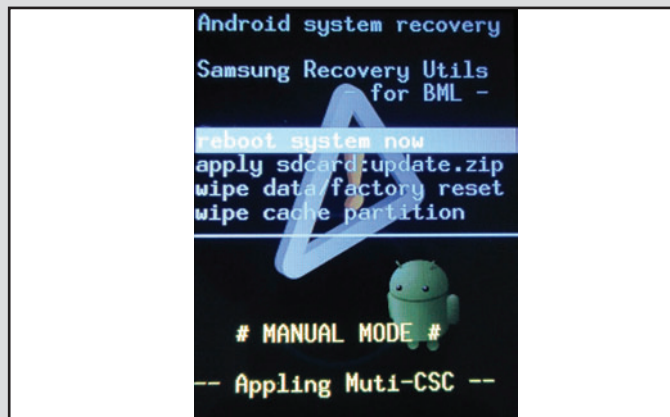 Android system recovery
Samsung Recovery Utils
- for BML -
reboot system now
apply sdcard:update.zip
wipe data/factory reset
wipe cache partition
# MANUAL MODE #
-- Appling Muti-CSC --